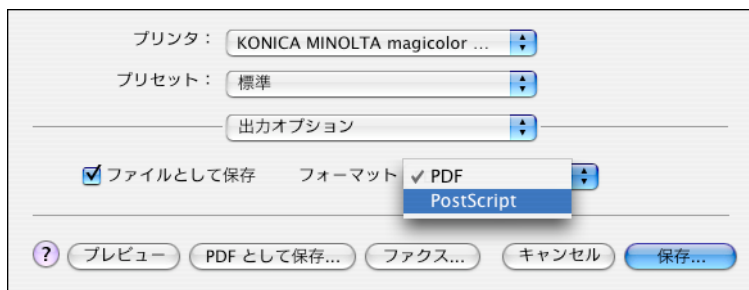 プリンタ： KONICA MINOLTA magicolor ...
プリセット： 標準
出力オプション
ファイルとして保存 フォーマット ✓ PDF
PostScript
? プレビュー PDF として保存... ファクス... キャンセル 保存...